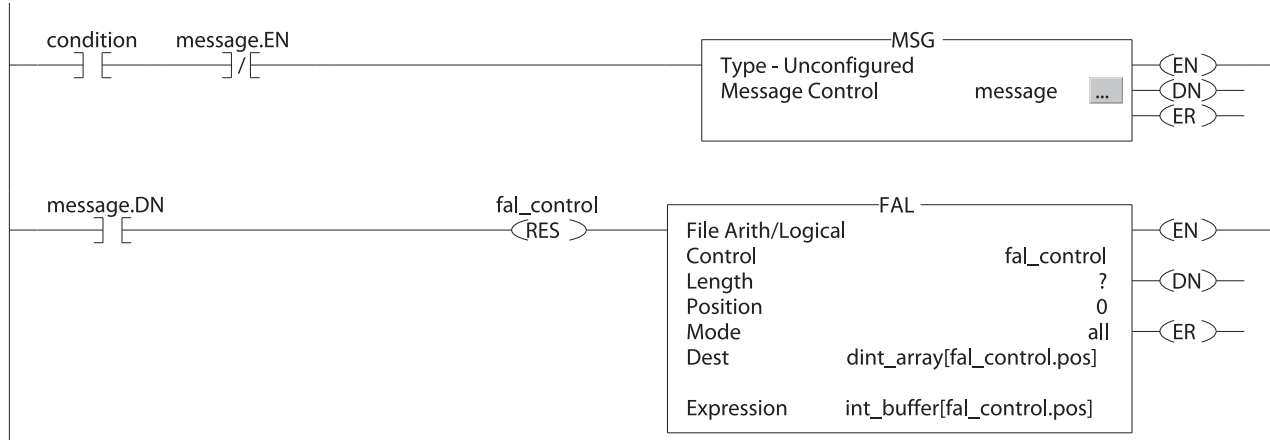 condition message.EN
MSG
Type - Unconfigured
Message Control message ...
EN
DN
ER
message.DN fal_control
RES
FAL
File Arith/Logical
Control fal_control
Length ?
Position 0
Mode all
Dest dint_array[fal_control.pos]
Expression int_buffer[fal_control.pos]
EN
DN
ER